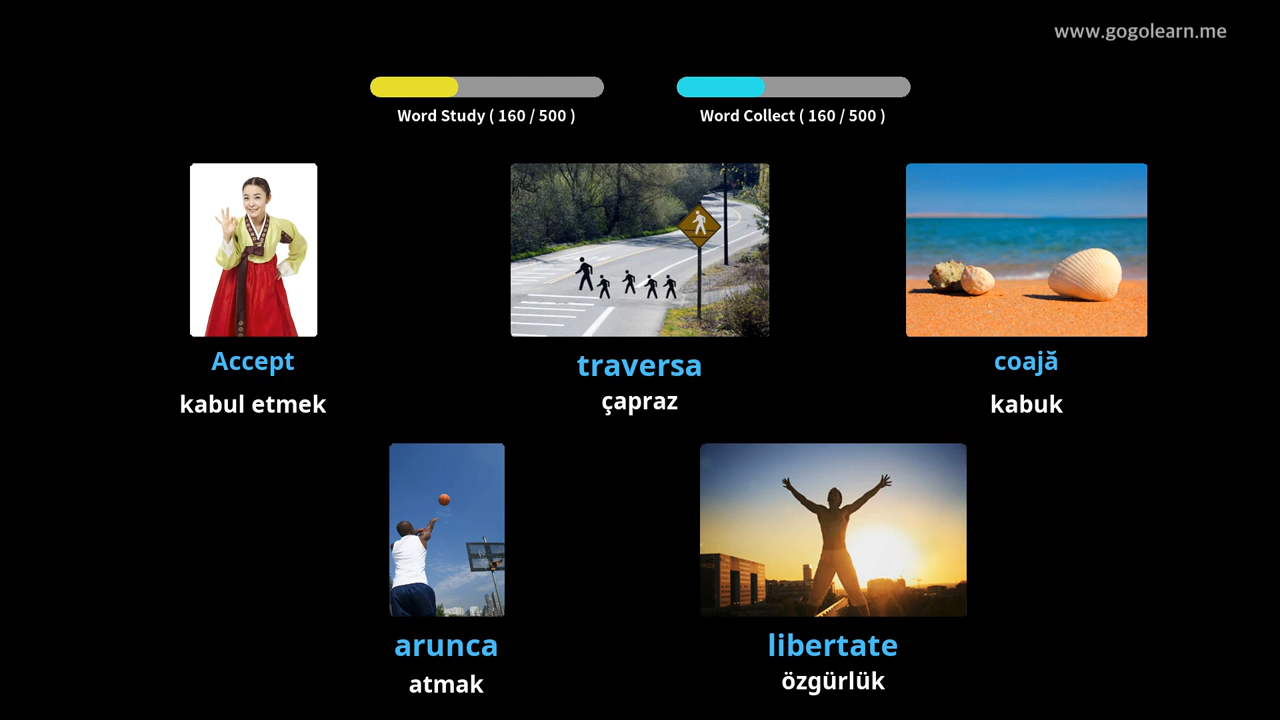 www.gogolearn.me
Word Study ( 160 / 500 )
Word Collect ( 160 / 500 )
Accept
kabul etmek
traversa
çapraz
coajă
kabuk
arunca
atmak
libertate
özgürlük